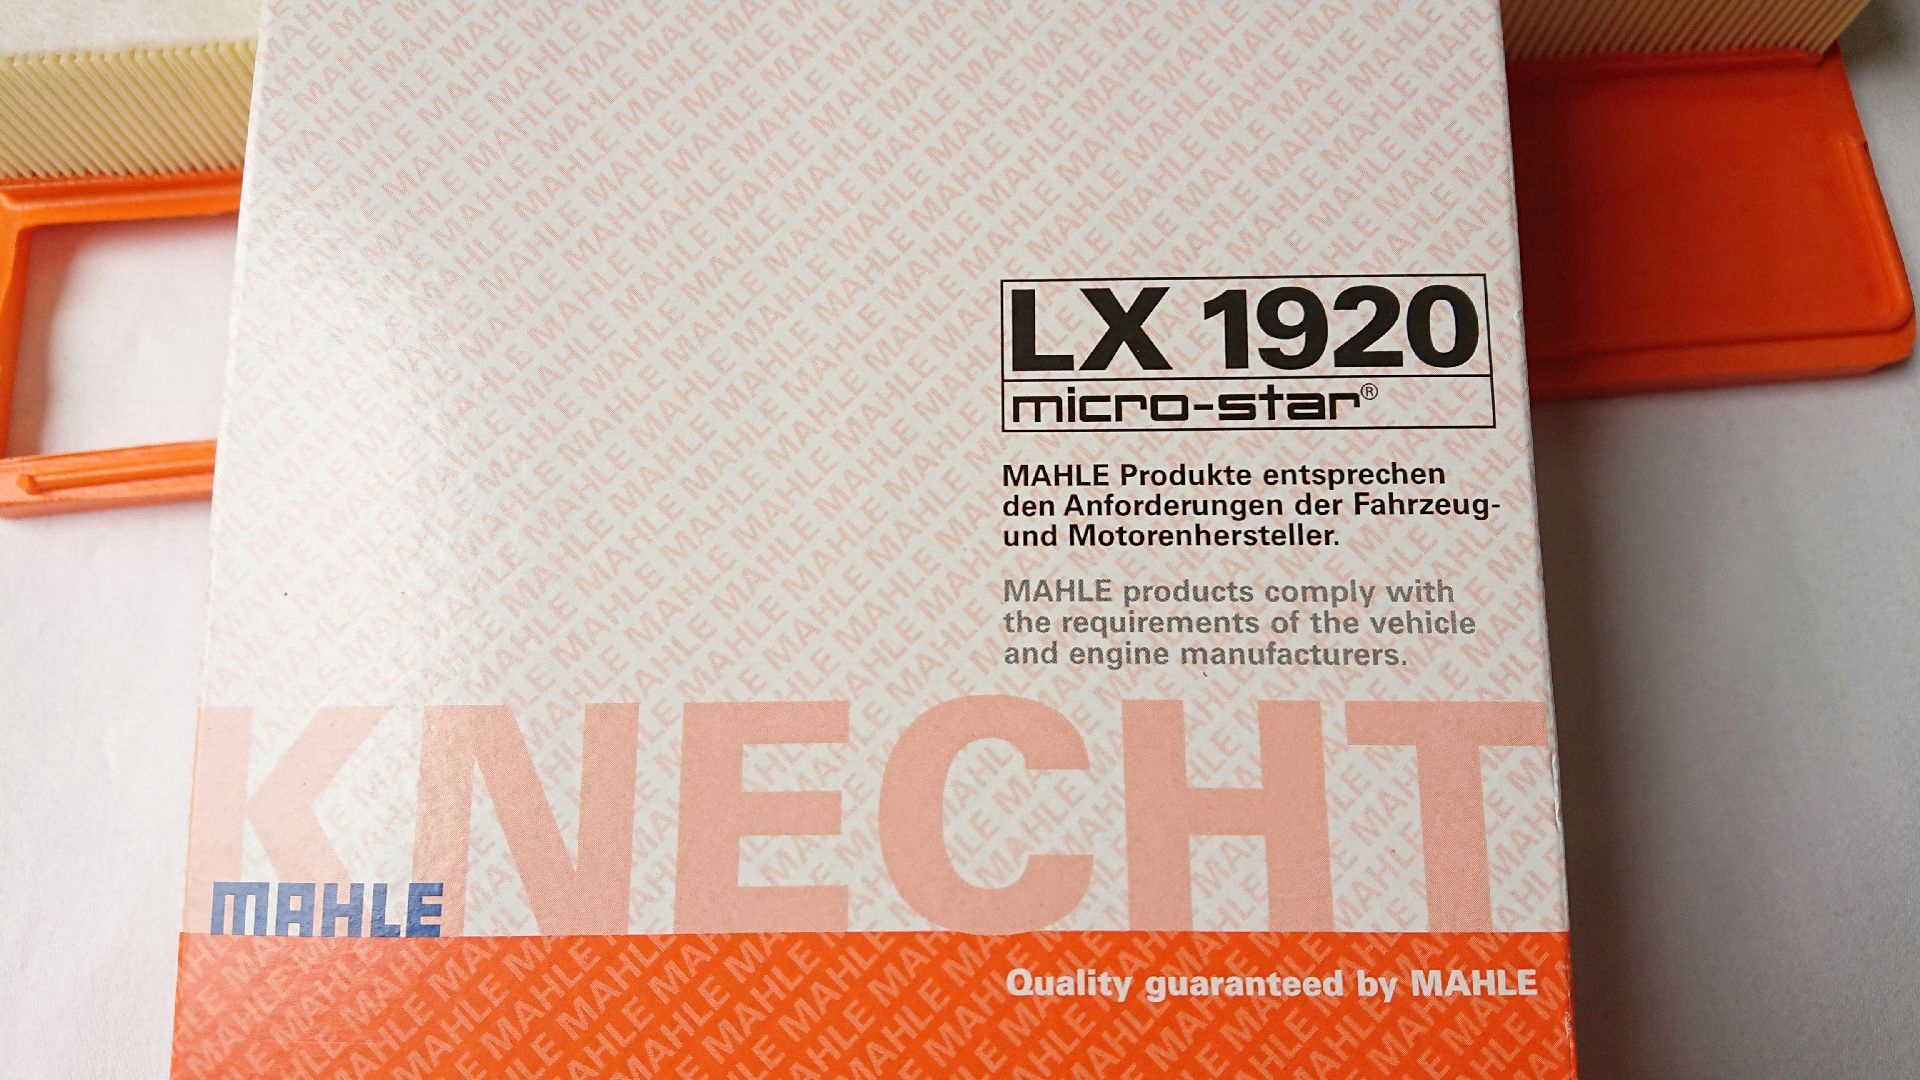 LX 1920
micro-star®
MAHLE Produkte entsprechen
den Anforderungen der Fahrzeug-
und Motorenhersteller.
MAHLE products comply with
the requirements of the vehicle
and engine manufacturers.
KNECHT
MAHLE
Quality guaranteed by MAHLE